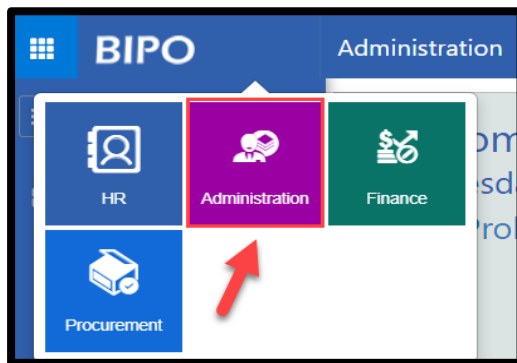 BIPO
Administration
HR
Administration
Finance
Procurement